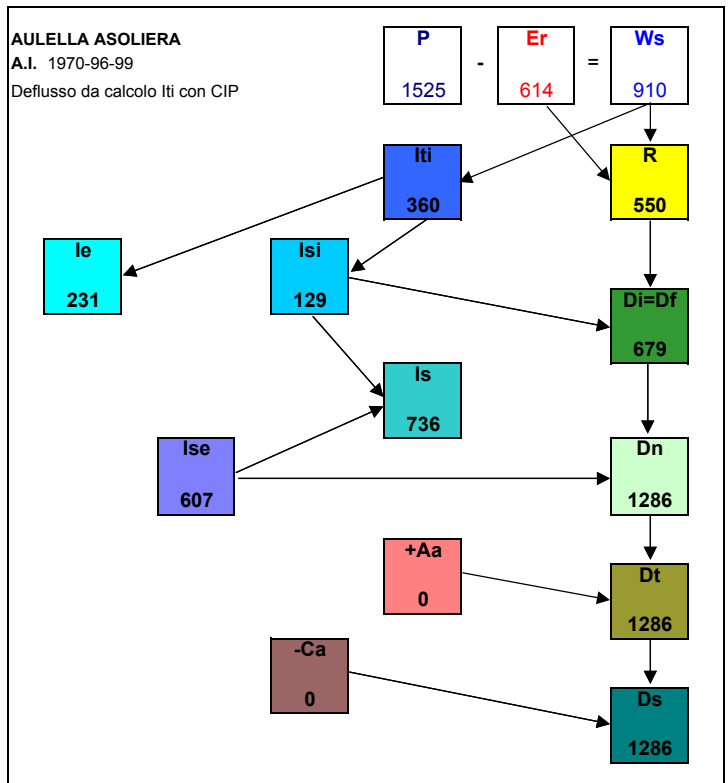 AULELLA ASOLIERA
A.I. 1970-96-99
Deflusso da calcolo Iti con CIP
P - Er = Ws
1525 614 910
Iti
360
R
550
Ie
231
Isi
129
Di=Df
679
Is
736
Ise
607
Dn
1286
+Aa
0
Dt
1286
-Ca
0
Ds
1286